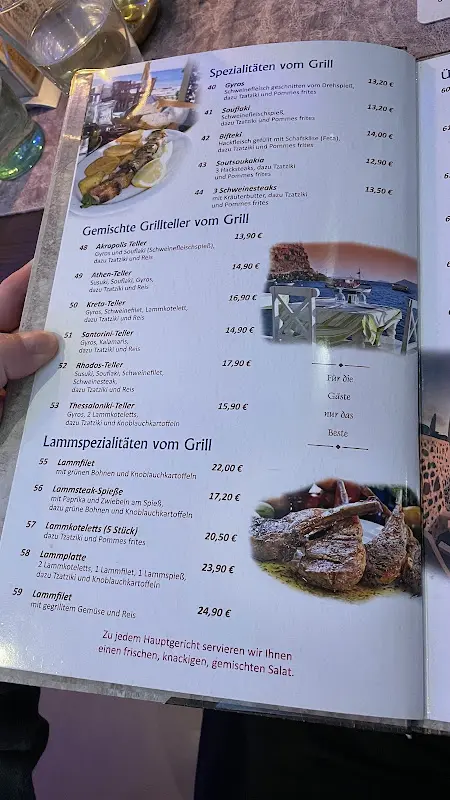 Spezialitäten vom Grill
40 Gyros 13,20 €
Schweinefleisch geschnitten vom Drehspieß,
dazu Tzatziki und Pommes frites
41 Souflaki 13,20 €
Schweinefleischspieß,
dazu Tzatziki und Pommes frites
42 Bifteki 14,00 €
Hackfleisch gefüllt mit Schafskäse (Feta),
dazu Tzatziki und Pommes frites
43 Soutsoukakia 12,90 €
3 Hacksteaks, dazu Tzatziki
und Pommes frites
44 3 Schweinesteaks 13,50 €
mit Kräuterbutter, dazu Tzatziki,
und Pommes frites
Gemischte Grillteller vom Grill
48 Akropolis Teller 13,90 €
Gyros und Souflaki (Schweinefleischspieß),
dazu Tzatziki und Reis
49 Athen-Teller 14,90 €
Susuki, Souflaki, Gyros,
dazu Tzatziki und Reis
50 Kreta-Teller 16,90 €
Gyros, Schweinefilet, Lammkotelett,
dazu Tzatziki und Reis
51 Santorini-Teller 14,90 €
Gyros, Kalamaris,
dazu Tzatziki und Reis
52 Rhodos-Teller 17,90 €
Susuki, Souflaki, Schweinefilet,
Schweinesteak,
dazu Tzatziki und Reis
53 Thessaloniki-Teller 15,90 €
Gyros, 2 Lammkoteletts,
dazu Tzatziki und Knoblauchkartoffeln
Für die
Gäste
nur das
Beste
Lammspezialitäten vom Grill
55 Lammfilet 22,00 €
mit grünen Bohnen und Knoblauchkartoffeln
56 Lammsteak-Spieße 17,20 €
mit Paprika und Zwiebeln am Spieß,
dazu grüne Bohnen und Knoblauchkartoffeln
57 Lammkoteletts (5 Stück) 20,50 €
dazu Tzatziki und Pommes frites
58 Lammplatte 23,90 €
2 Lammkoteletts, 1 Lammfilet, 1 Lammspieß,
dazu Tzatziki und Knoblauchkartoffeln
59 Lammfilet 24,90 €
mit gegrilltem Gemüse und Reis
Zu jedem Hauptgericht servieren wir Ihnen
einen frischen, knackigen, gemischten Salat.